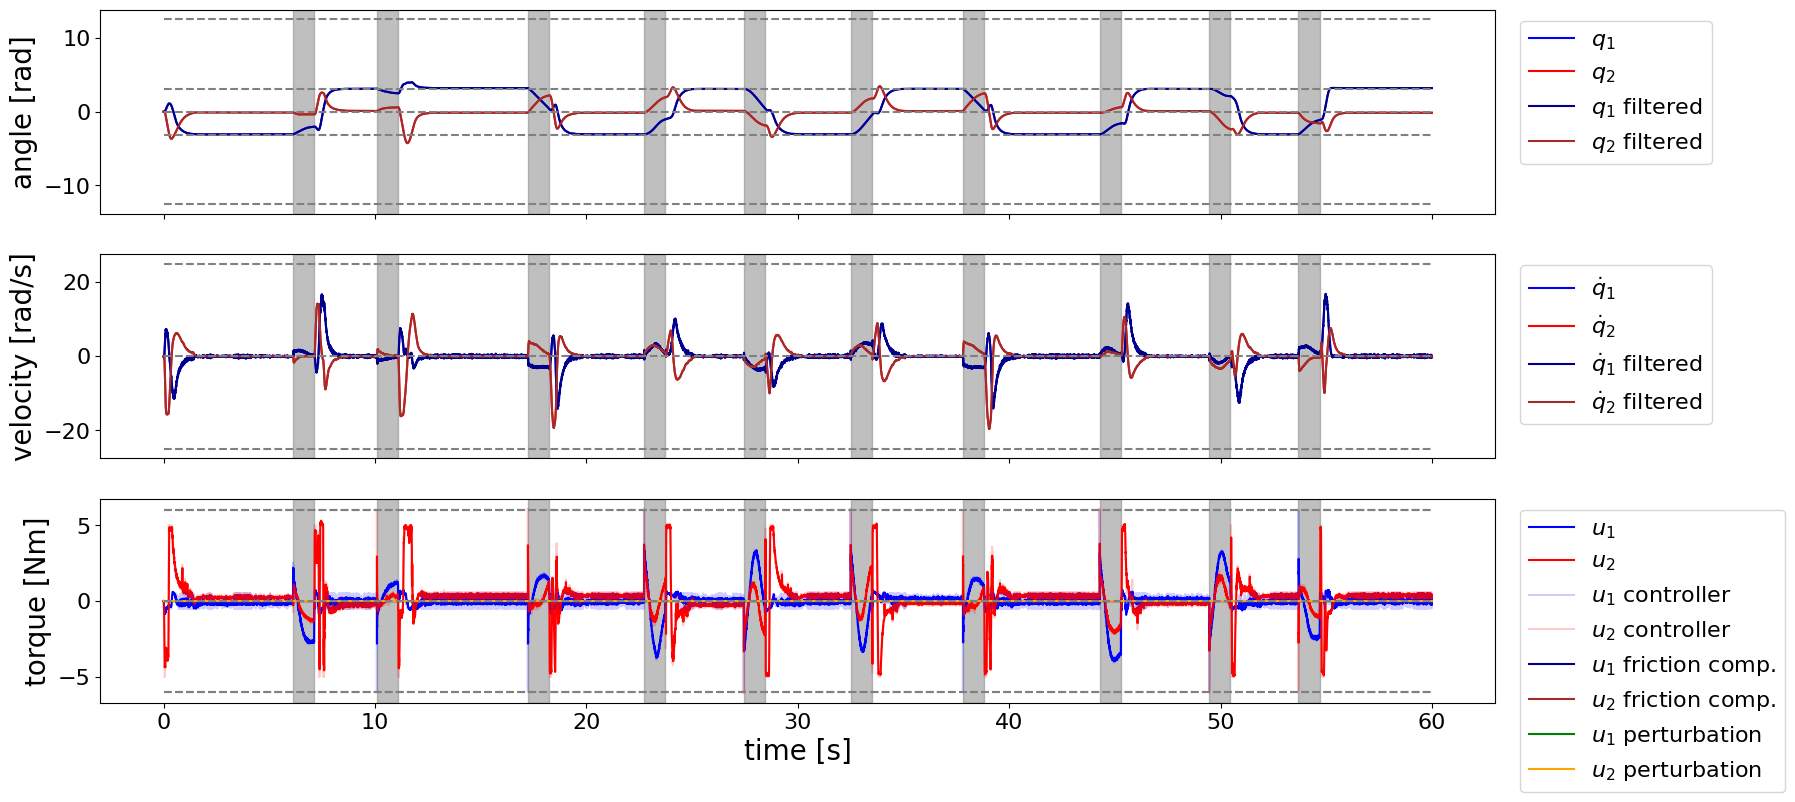 angle [rad]
10
0
−10
q₁
q₂
q₁ filtered
q₂ filtered
velocity [rad/s]
20
0
−20
q̇₁
q̇₂
q̇₁ filtered
q̇₂ filtered
torque [Nm]
5
0
−5
0 10 20 30 40 50 60
time [s]
u₁
u₂
u₁ controller
u₂ controller
u₁ friction comp.
u₂ friction comp.
u₁ perturbation
u₂ perturbation